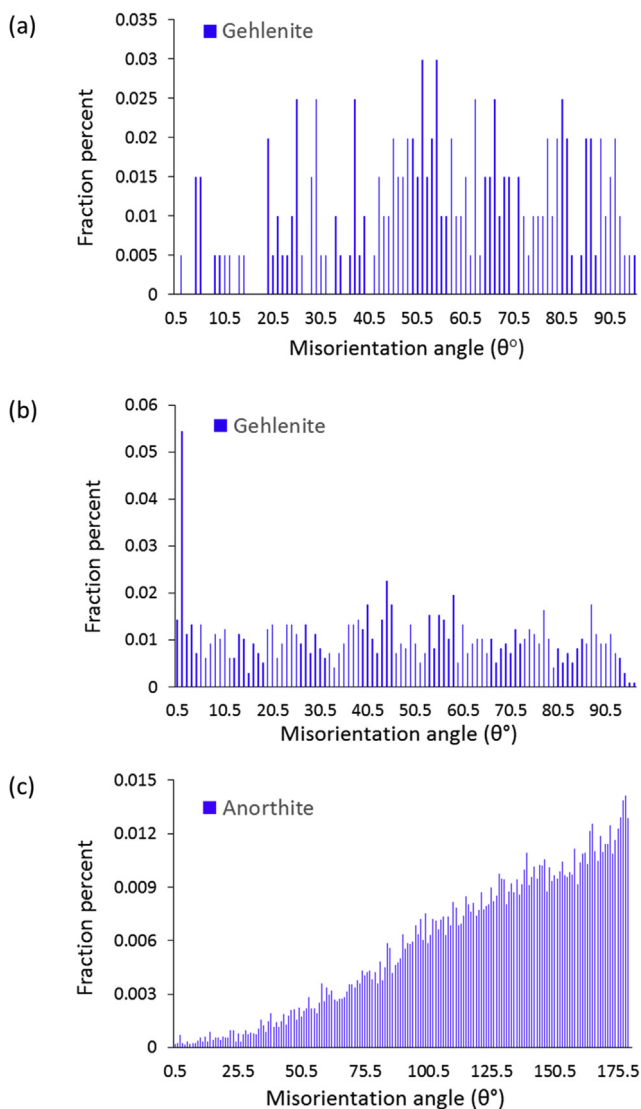 (a)
Gehlenite
0.035
0.03
0.025
0.02
0.015
0.01
0.005
0
Fraction percent
0.5 10.5 20.5 30.5 40.5 50.5 60.5 70.5 80.5 90.5
Misorientation angle (θ°)
(b)
Gehlenite
0.06
0.05
0.04
0.03
0.02
0.01
0
Fraction percent
0.5 10.5 20.5 30.5 40.5 50.5 60.5 70.5 80.5 90.5
Misorientation angle (θ°)
(c)
Anorthite
0.015
0.012
0.009
0.006
0.003
0
Fraction percent
0.5 25.5 50.5 75.5 100.5 125.5 150.5 175.5
Misorientation angle (θ°)